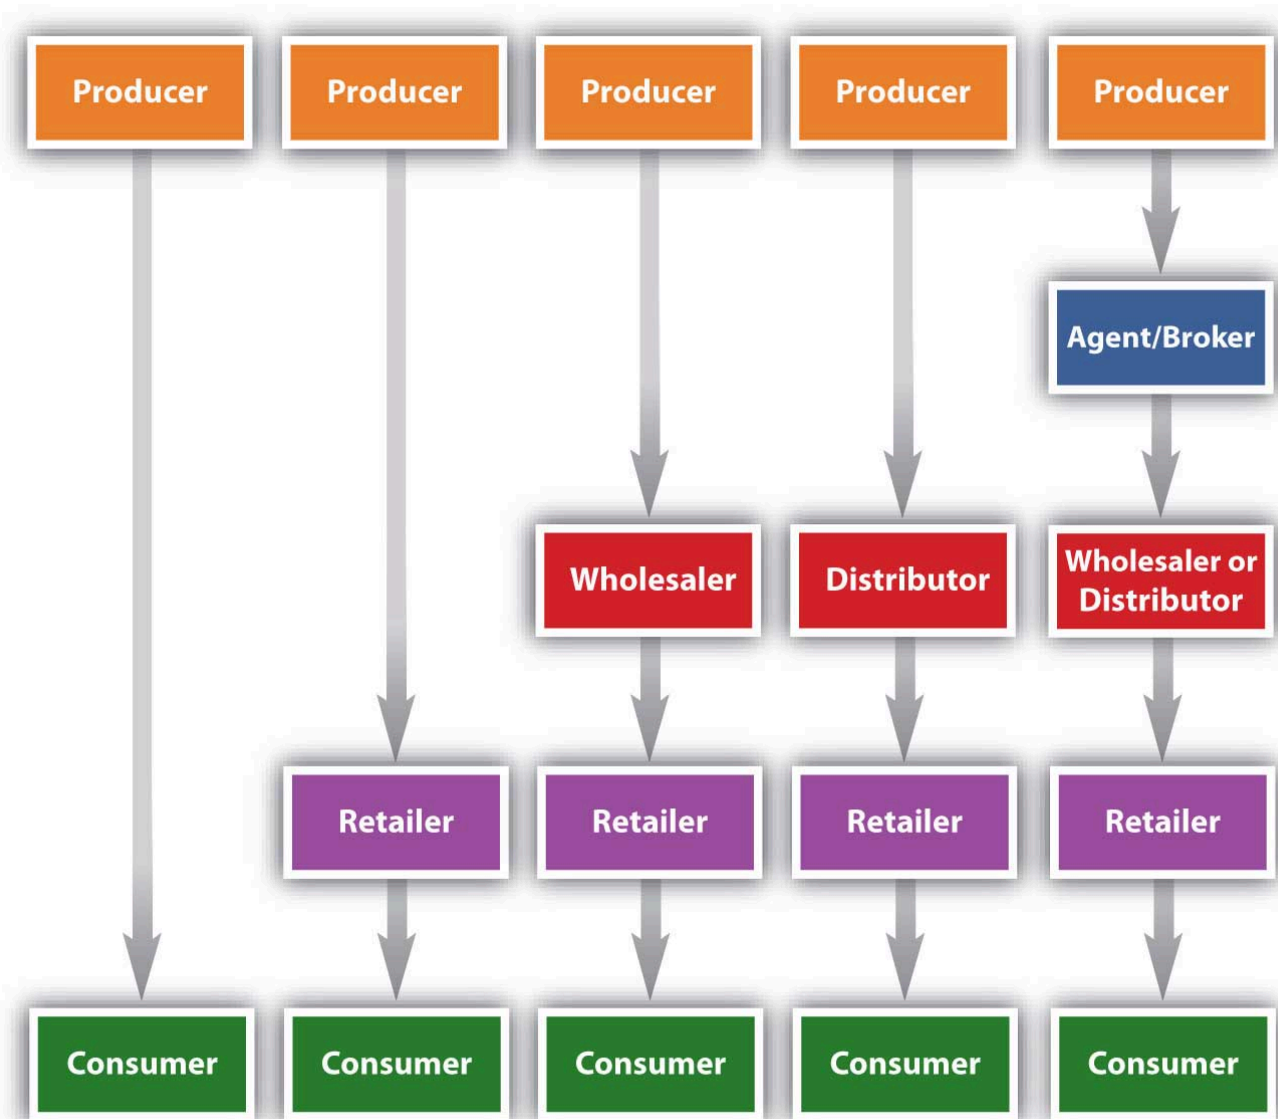 Producer
Producer
Producer
Producer
Producer
Agent/Broker
Wholesaler
Distributor
Wholesaler or
Distributor
Retailer
Retailer
Retailer
Retailer
Consumer
Consumer
Consumer
Consumer
Consumer